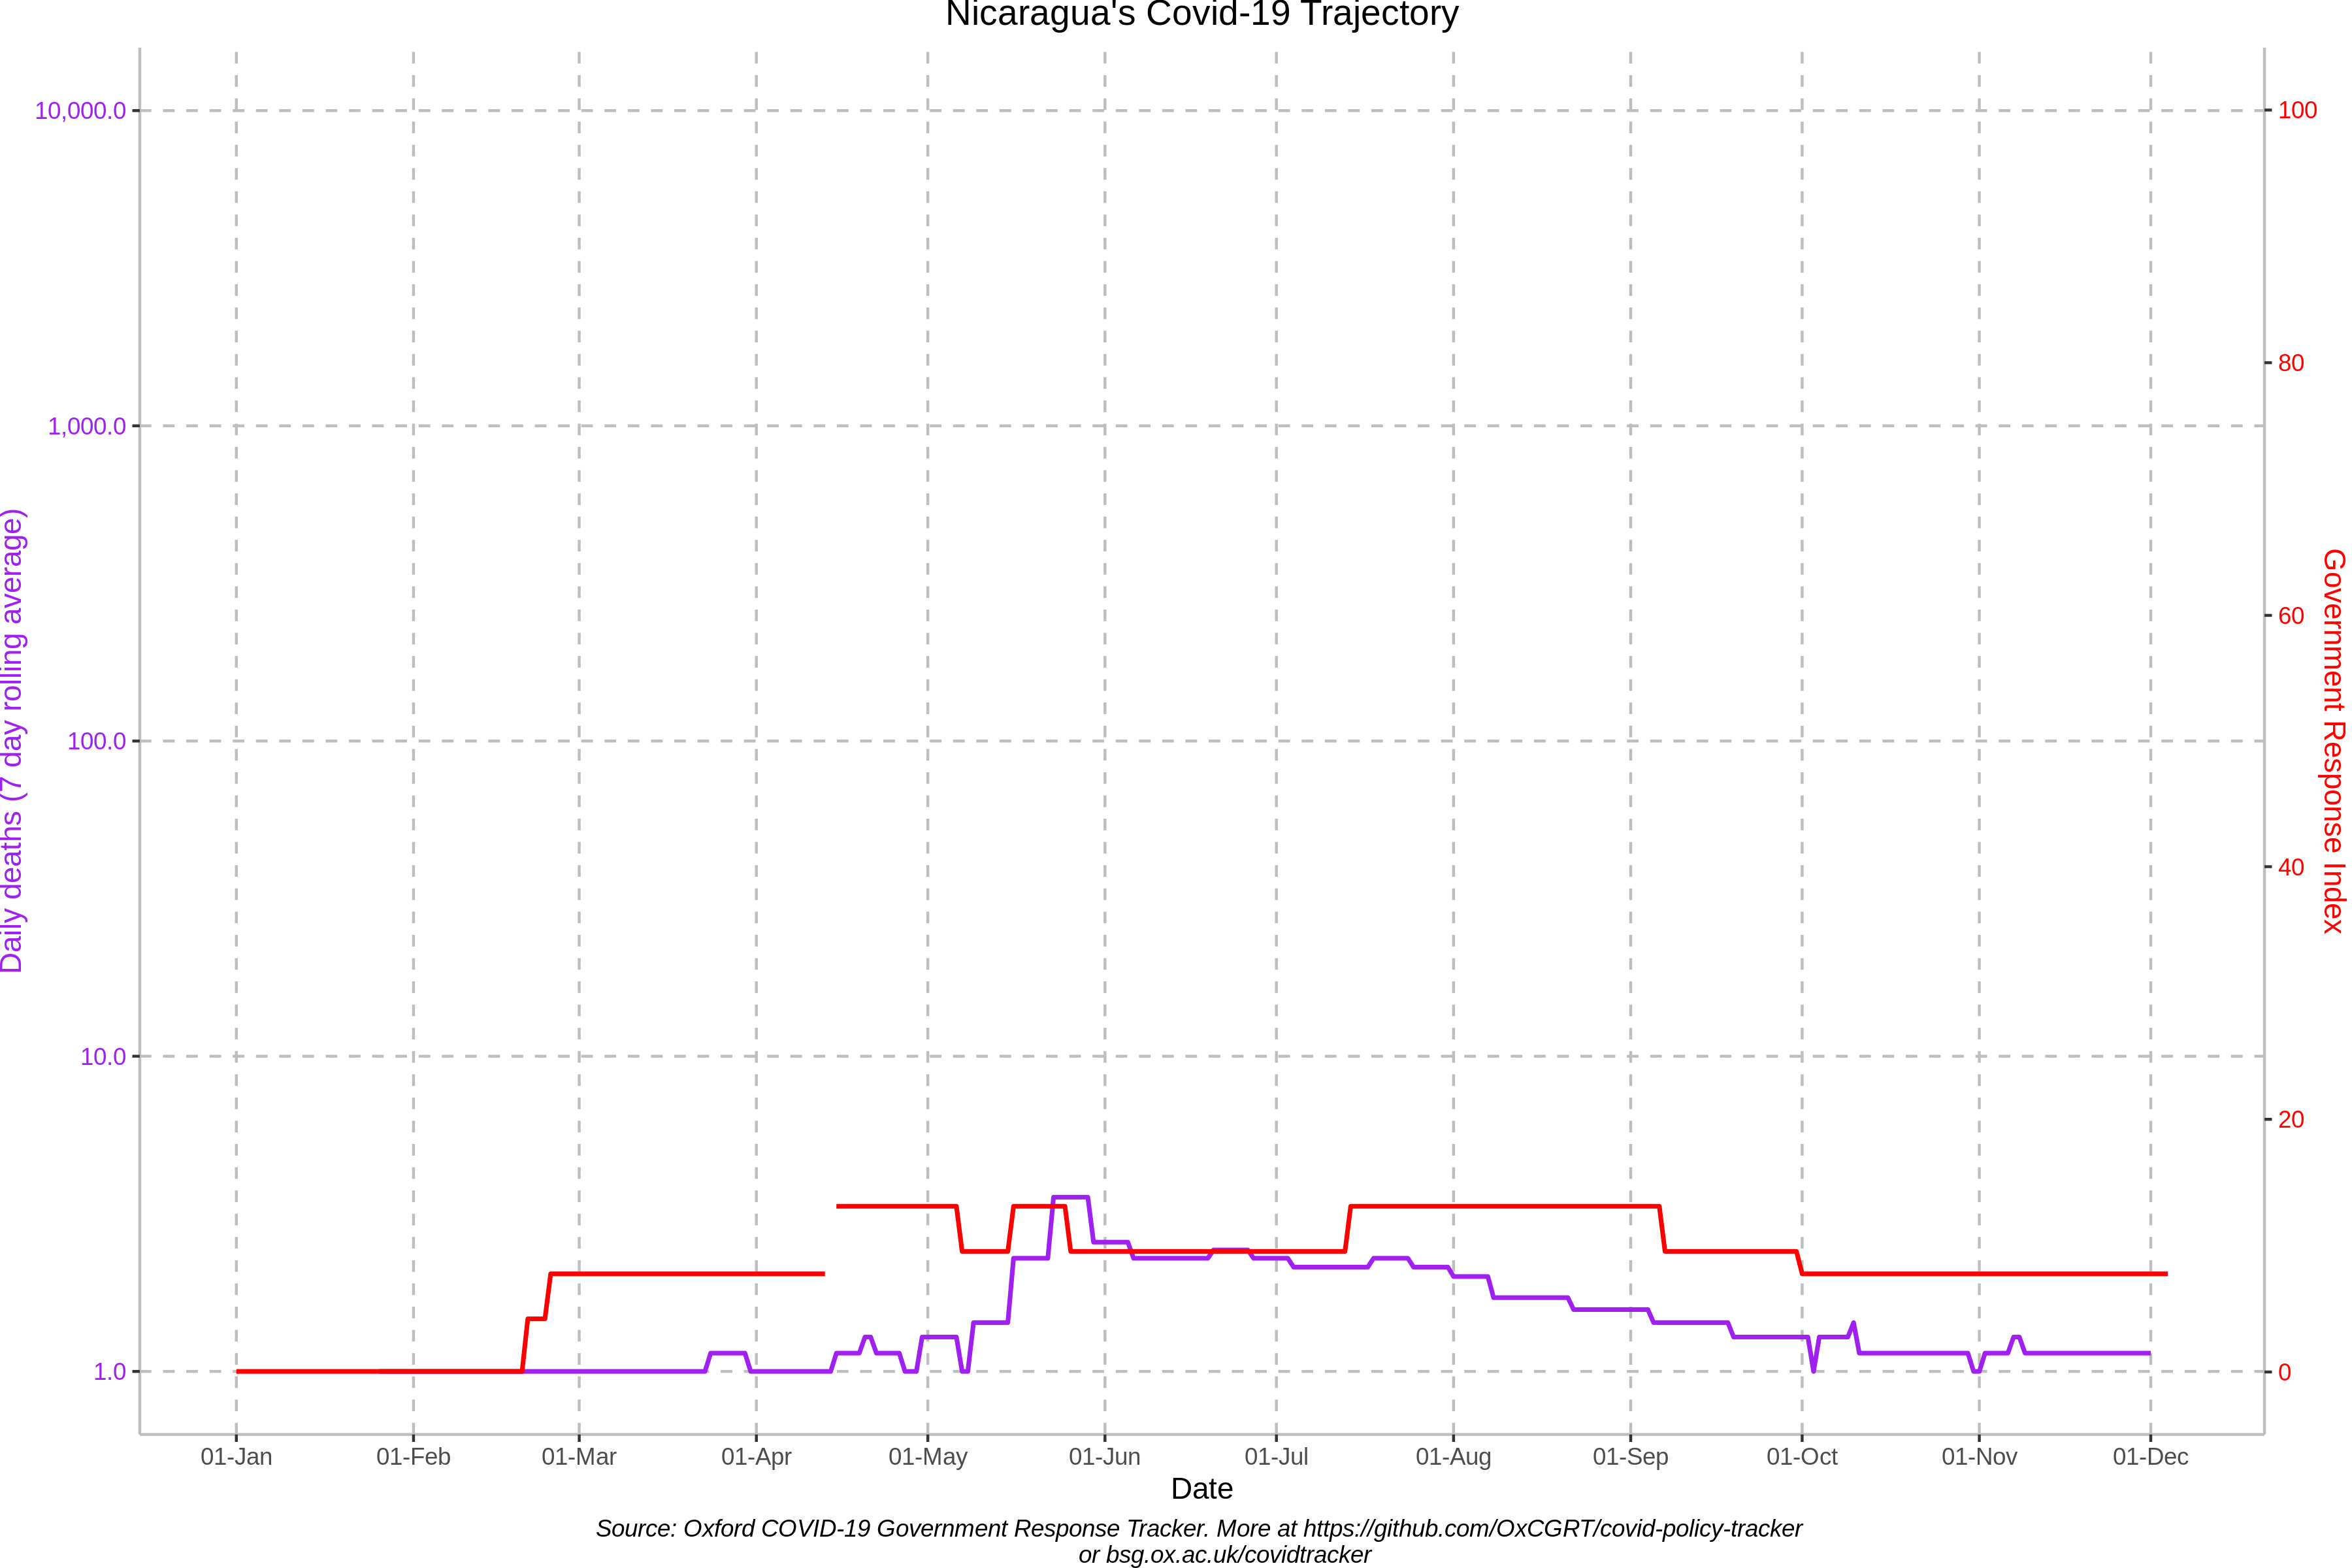 Nicaragua's Covid-19 Trajectory
10,000.0
1,000.0
100.0
10.0
1.0
Daily deaths (7 day rolling average)
100
80
60
40
20
0
Government Response Index
01-Jan 01-Feb 01-Mar 01-Apr 01-May 01-Jun 01-Jul 01-Aug 01-Sep 01-Oct 01-Nov 01-Dec
Date
Source: Oxford COVID-19 Government Response Tracker. More at https://github.com/OxCGRT/covid-policy-tracker
or bsg.ox.ac.uk/covidtracker